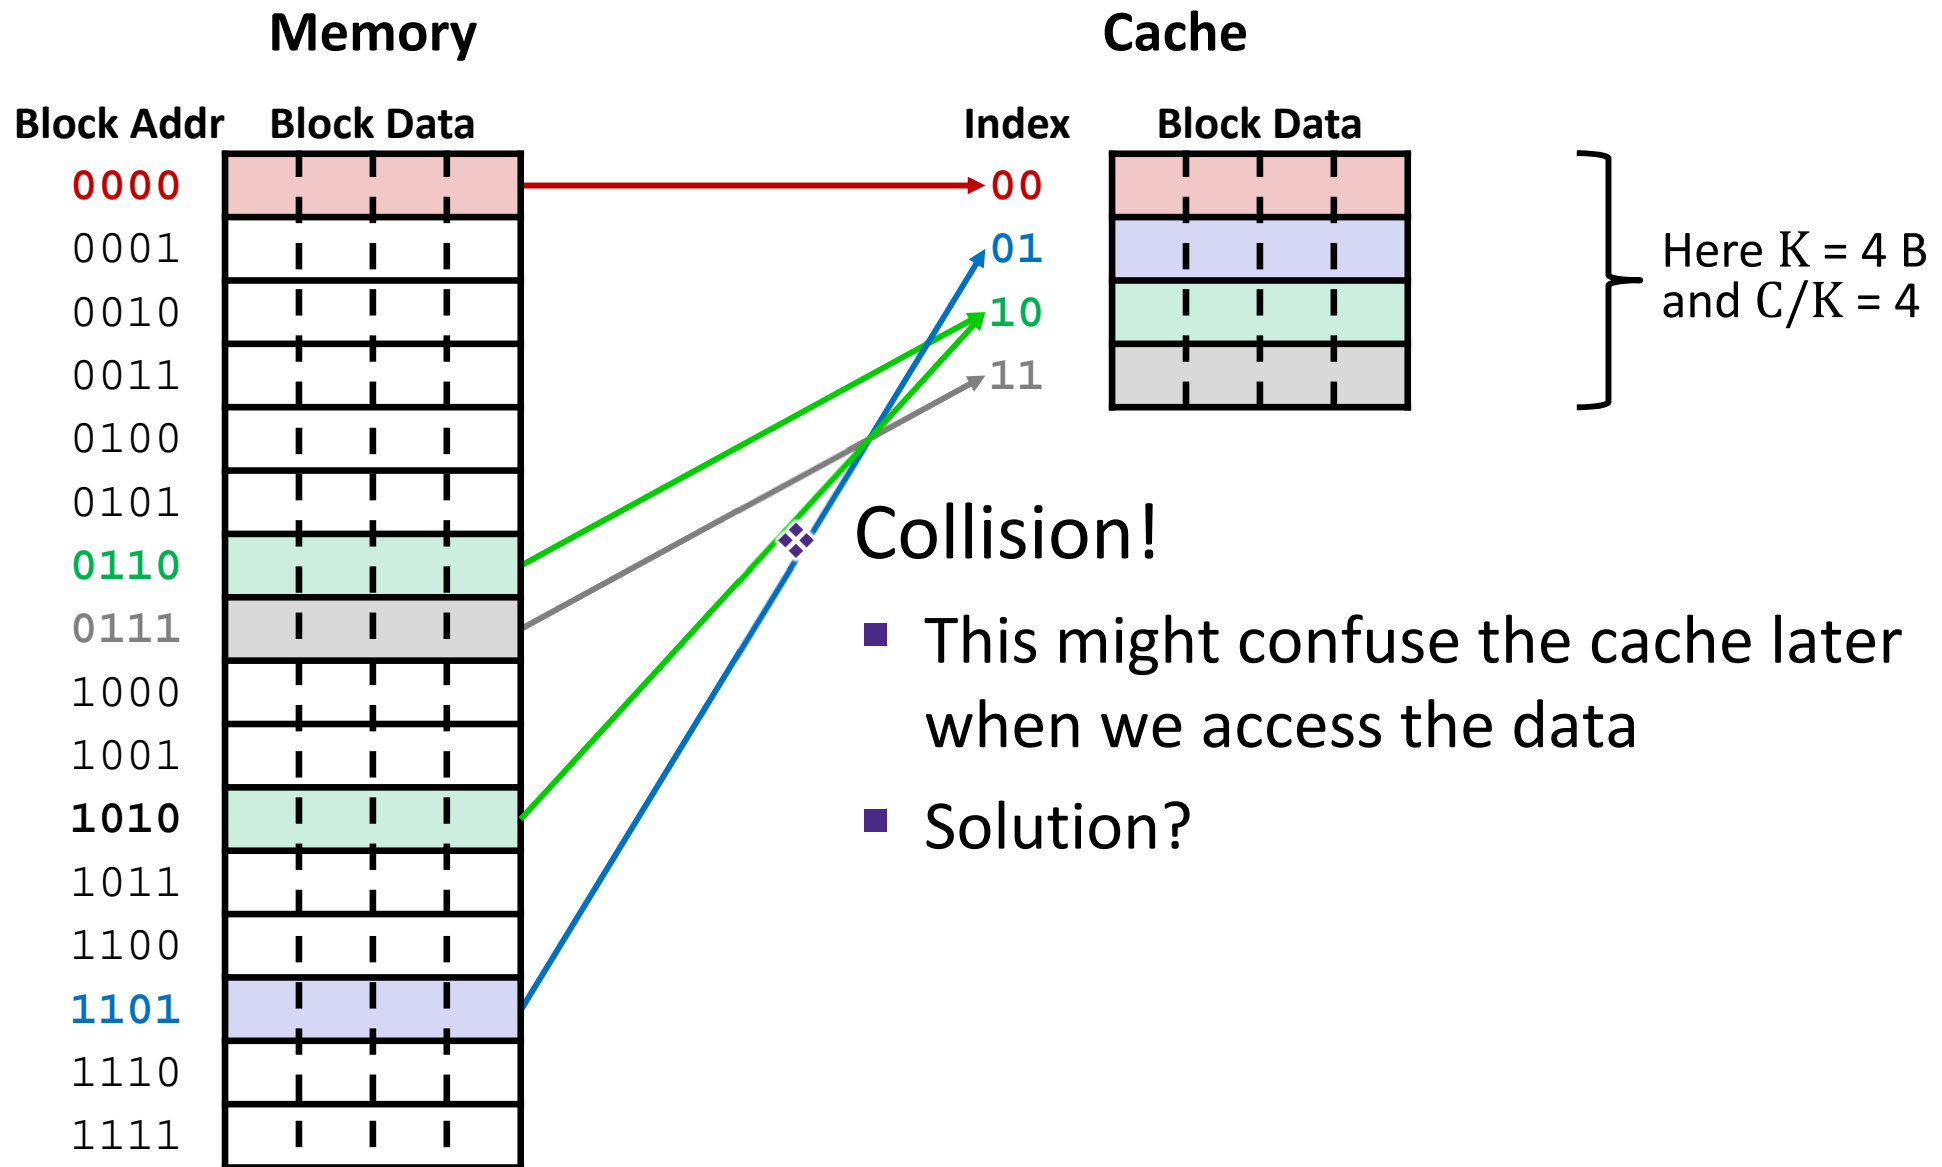 Memory
Cache
Block Addr Block Data
Index Block Data
0000
0001
0010
0011
0100
0101
0110
0111
1000
1001
1010
1011
1100
1101
1110
1111
00
01
10
11
Here K = 4 B
and C/K = 4
Collision!
This might confuse the cache later
when we access the data
Solution?